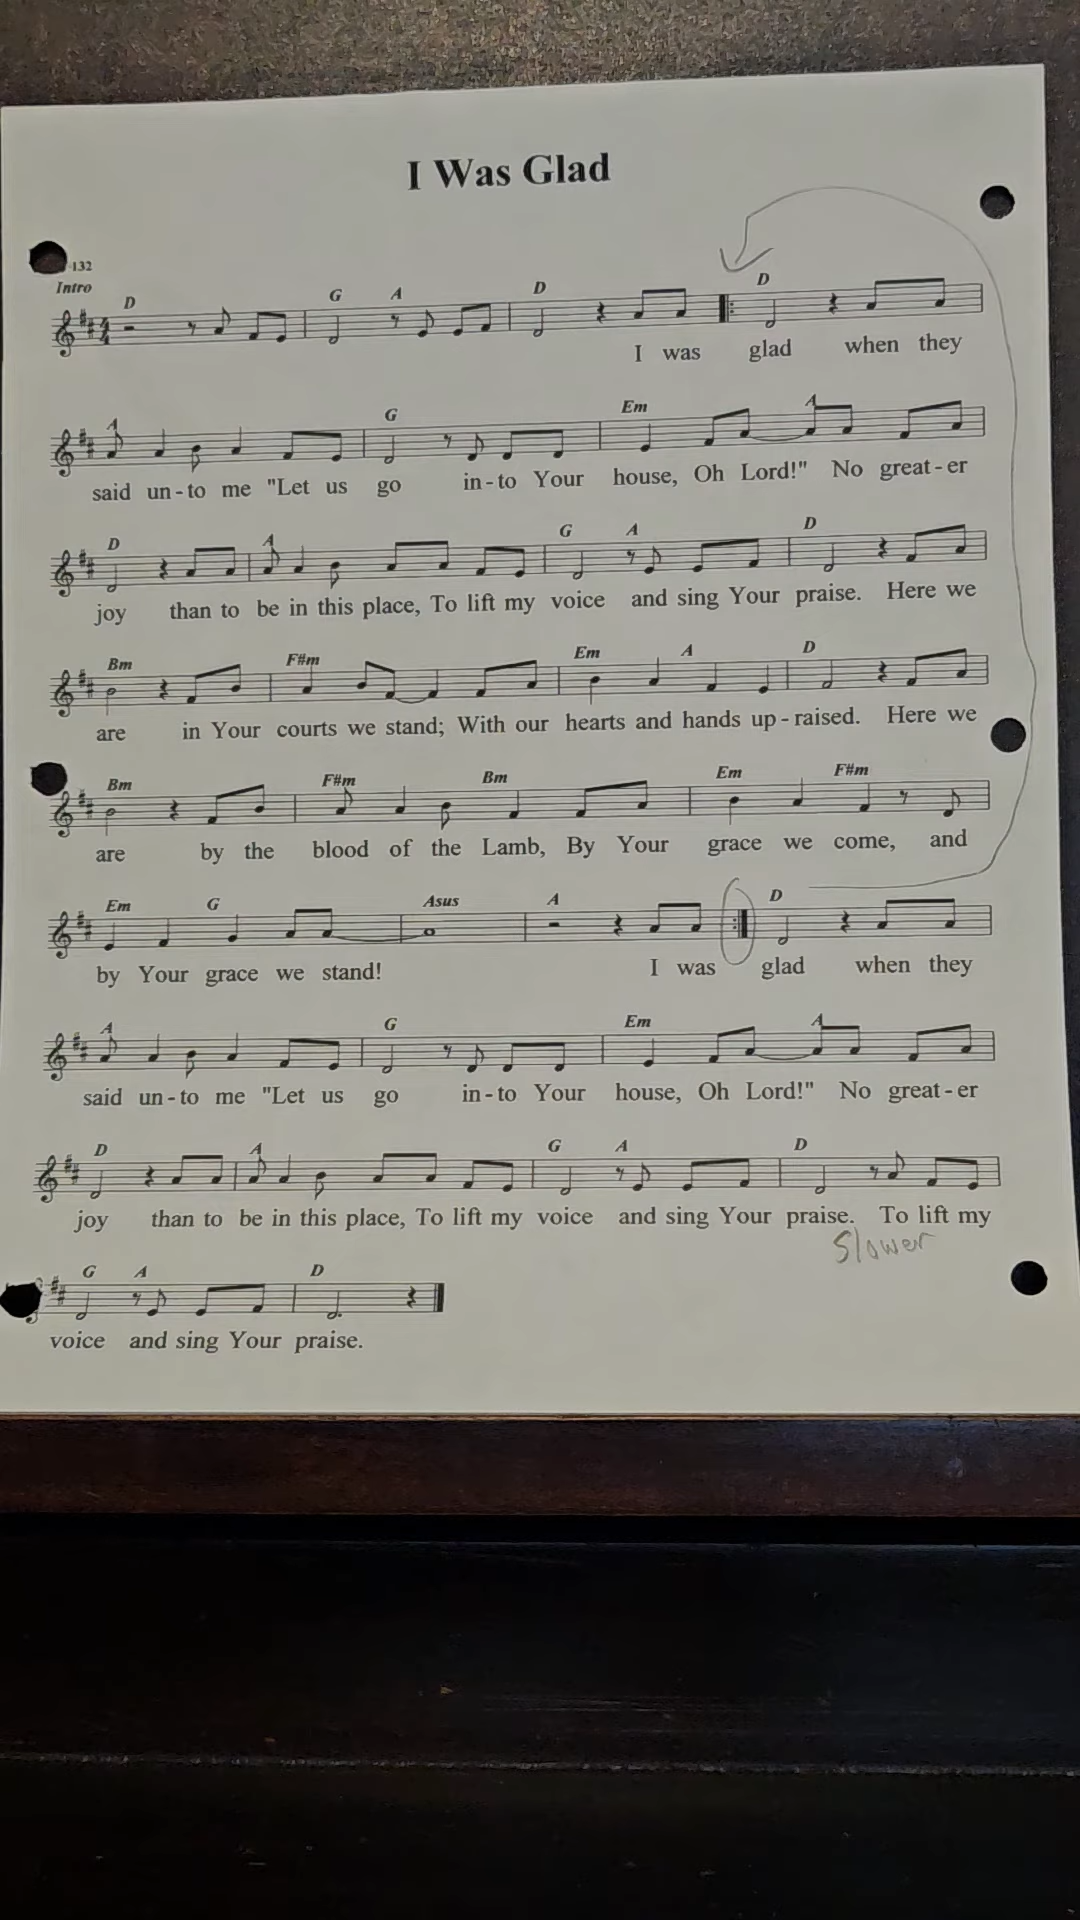 I Was Glad
132
Intro
D G A D D
I was glad when they
A G Em A
said un-to me "Let us go in-to Your house, Oh Lord!" No great-er
D A G A D
joy than to be in this place, To lift my voice and sing Your praise. Here we
Bm F#m Em A D
are in Your courts we stand; With our hearts and hands up-raised. Here we
Bm F#m Bm Em F#m
are by the blood of the Lamb, By Your grace we come, and
Em G Asus A D
by Your grace we stand! I was glad when they
A G Em A
said un-to me "Let us go in-to Your house, Oh Lord!" No great-er
D A G A D
joy than to be in this place, To lift my voice and sing Your praise. To lift my
Slower
G A D
voice and sing Your praise.